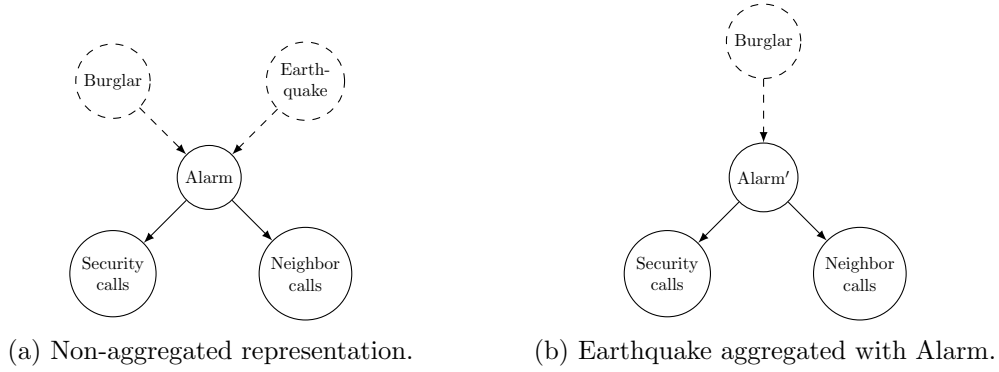 Burglar
Earth-
quake
Alarm
Security
calls
Neighbor
calls
(a) Non-aggregated representation.
Burglar
Alarm′
Security
calls
Neighbor
calls
(b) Earthquake aggregated with Alarm.